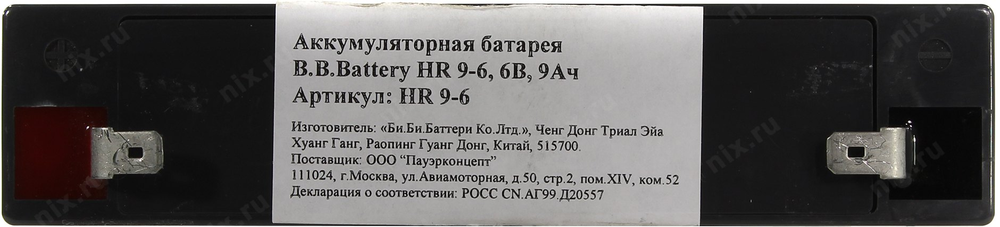 Аккумуляторная батарея
B.B.Battery HR 9-6, 6В, 9Ач
Артикул: HR 9-6
Изготовитель: «Би.Би.Баттери Ко.Лтд.», Ченг Донг Триал Эйа
Хуанг Ганг, Раопинг Гуанг Донг, Китай, 515700.
Поставщик: ООО "Пауэрконцепт"
111024, г.Москва, ул.Авиамоторная, д.50, стр.2, пом.XIV, ком.52
Декларация о соответствии: РОСС CN.АГ99.Д20557
nix.ru